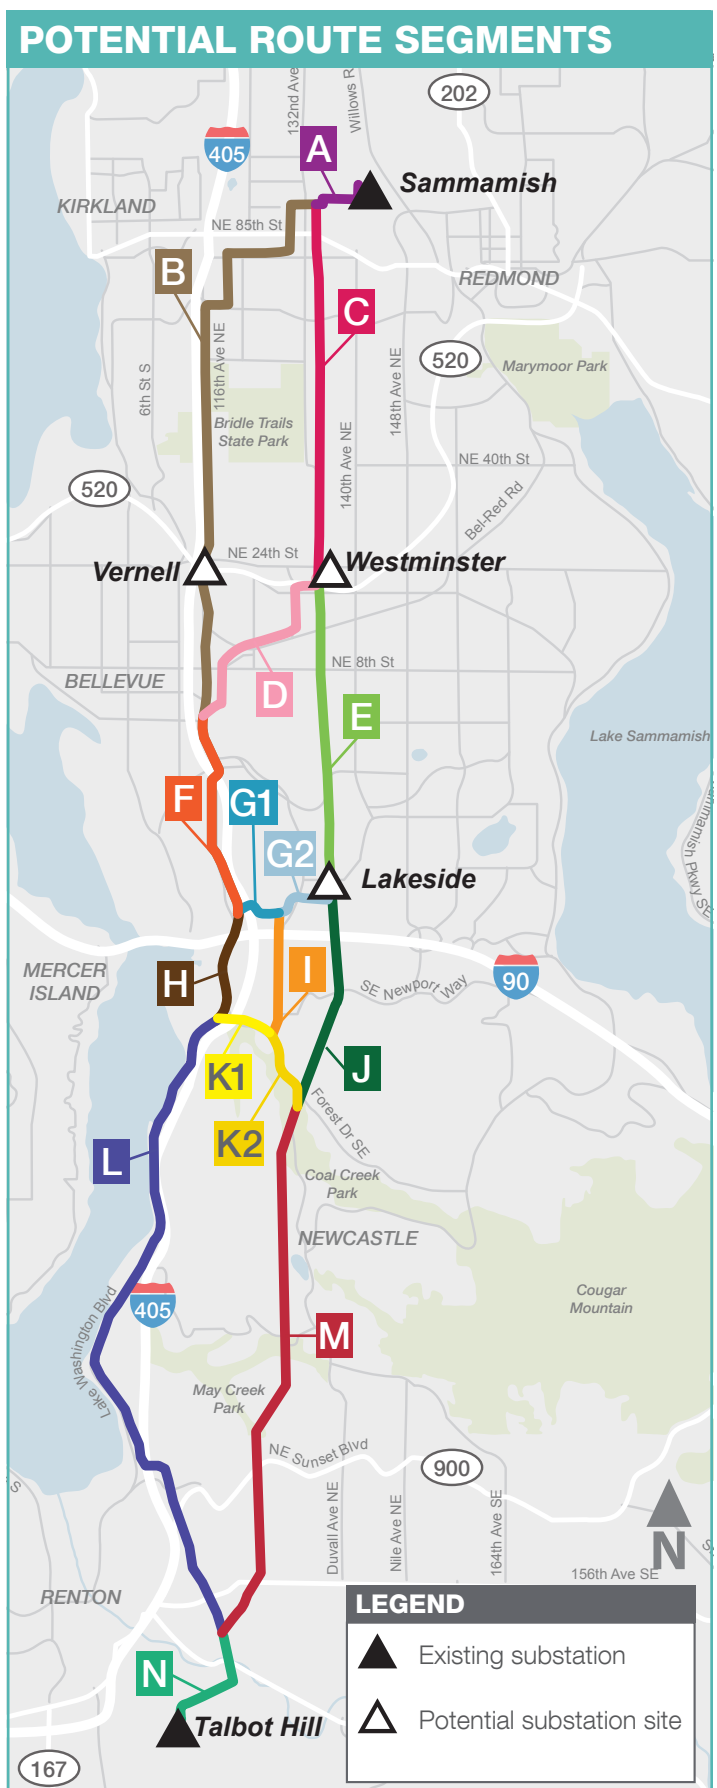 POTENTIAL ROUTE SEGMENTS
132nd Ave
Willows R
202
405
A
Sammamish
KIRKLAND
NE 85th St
B
REDMOND
C
116th Ave NE
520
148th Ave NE
Marymoor Park
6th St S
Bridle Trails
State Park
140th Ave NE
NE 40th St
520
Bel-Red Rd
NE 24th St
Vernell
Westminster
NE 8th St
BELLEVUE
D
E
Lake Sammamish
F
G1
G2
mmamish Pkwy SE
Lakeside
MERCER
ISLAND
H
I
SE Newport Way
90
K1
J
K2
Forest Dr SE
L
Coal Creek
Park
NEWCASTLE
Lake Washington Blvd
405
Cougar
Mountain
M
May Creek
Park
NE Sunset Blvd
900
S
Duvall Ave NE
Nile Ave NE
164th Ave SE
N
S
156th Ave SE
RENTON
LEGEND
Existing substation
N
Potential substation site
Talbot Hill
167